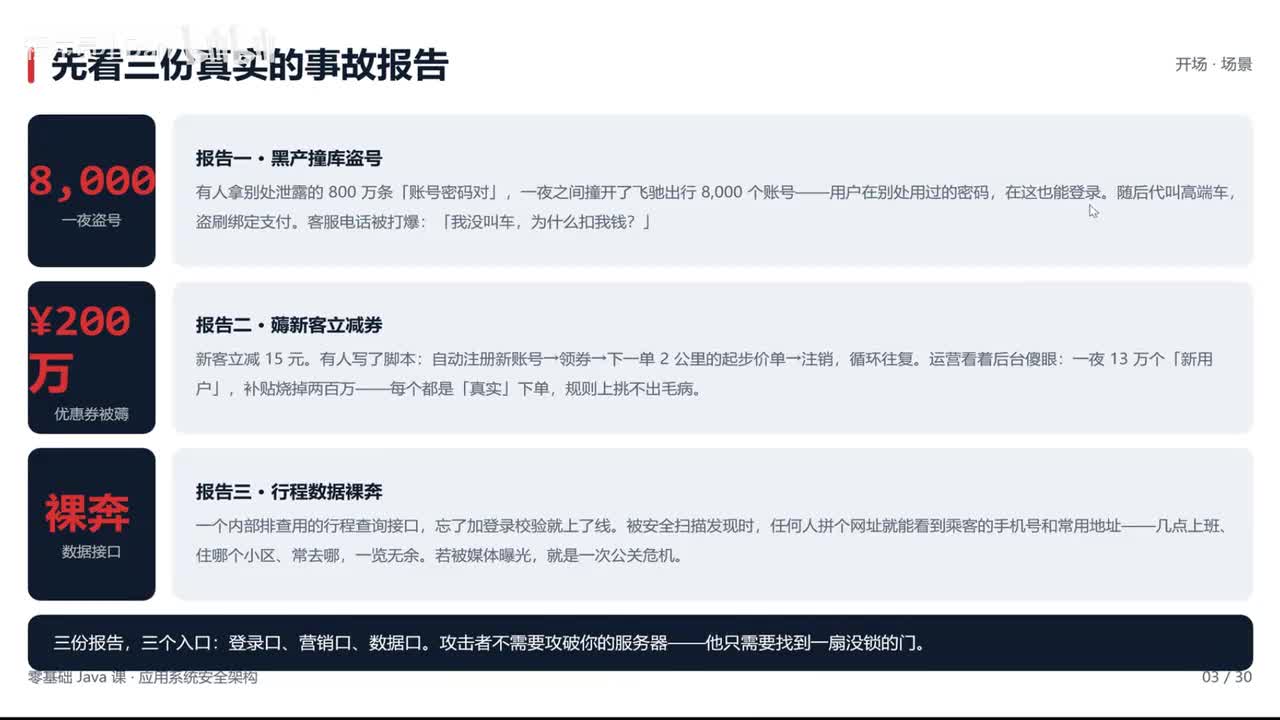 先看三份真实的事故报告
开场 · 场景
8,000
一夜盗号
报告一 · 黑产撞库盗号
有人拿别处泄露的 800 万条「账号密码对」，一夜之间撞开了飞驰出行 8,000 个账号——用户在别处用过的密码，在这也能登录。随后代叫高端车，
盗刷绑定支付。客服电话被打爆：「我没叫车，为什么扣我钱？」
¥200
万
优惠券被薅
报告二 · 薅新客立减券
新客立减 15 元。有人写了脚本：自动注册新账号→领券→下一单 2 公里的起步价单→注销，循环往复。运营看着后台傻眼：一夜 13 万个「新用
户」，补贴烧掉两百万——每个都是「真实」下单，规则上挑不出毛病。
裸奔
数据接口
报告三 · 行程数据裸奔
一个内部排查用的行程查询接口，忘了加登录校验就上了线。被安全扫描发现时，任何人拼个网址就能看到乘客的手机号和常用地址——几点上班、
住哪个小区、常去哪，一览无余。若被媒体曝光，就是一次公关危机。
三份报告，三个入口：登录口、营销口、数据口。攻击者不需要攻破你的服务器——他只需要找到一扇没锁的门。
零基础 Java 课 · 应用系统安全架构
03 / 30